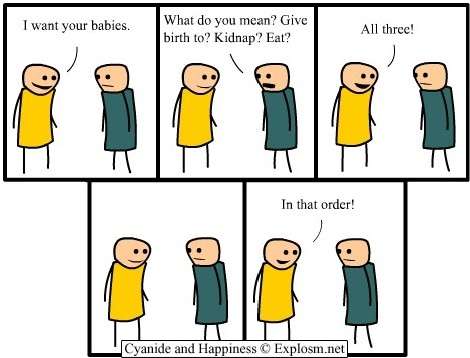 I want your babies.
What do you mean? Give
birth to? Kidnap? Eat?
All three!
In that order!
Cyanide and Happiness © Explosm.net